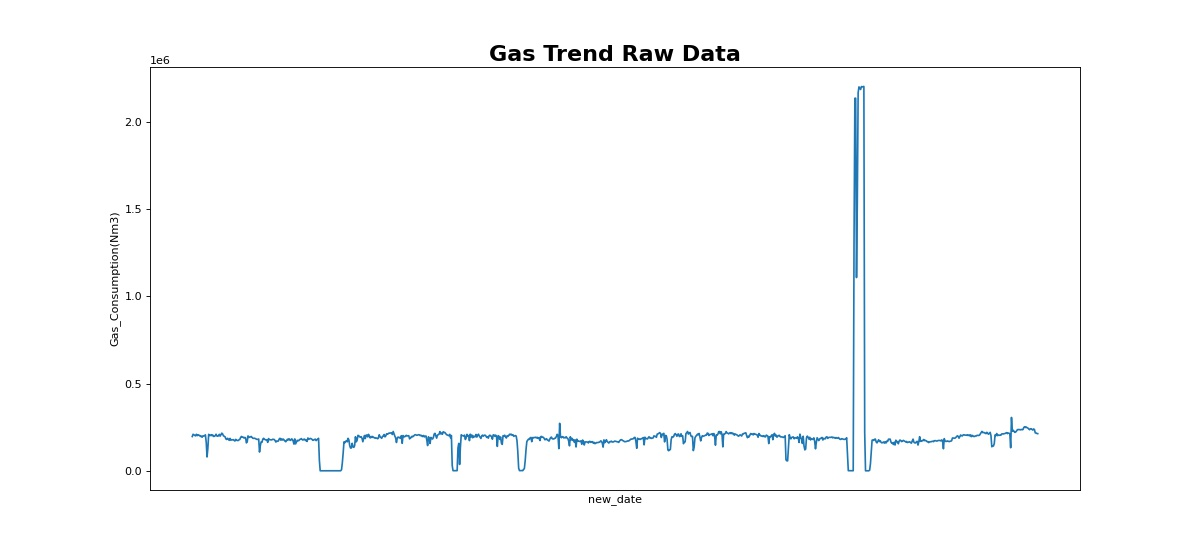 Gas Trend Raw Data
1e6
2.0
1.5
1.0
0.5
0.0
Gas_Consumption(Nm3)
new_date